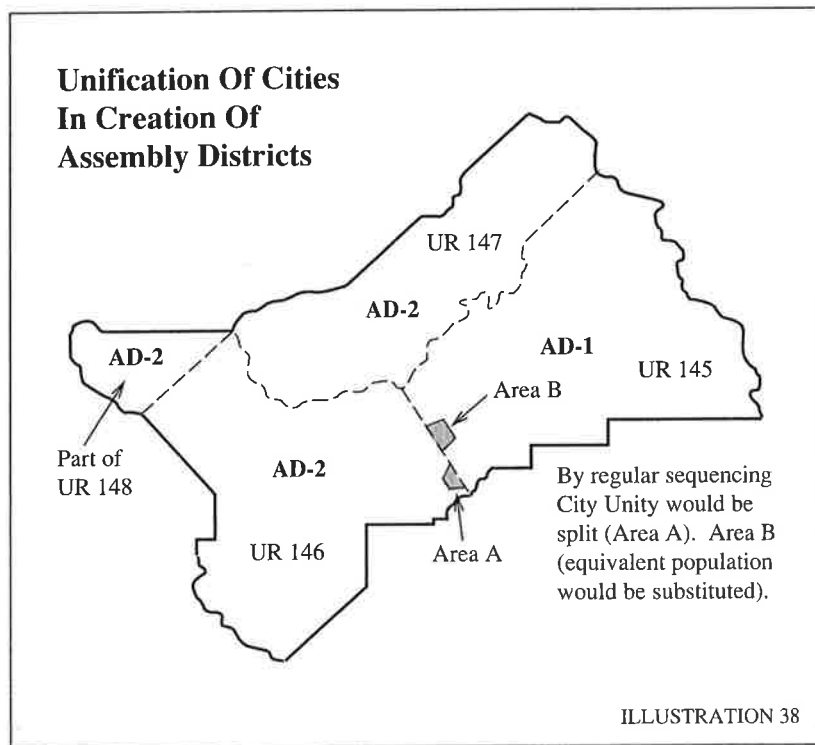 Unification Of Cities
In Creation Of
Assembly Districts
UR 147
AD-2
AD-2
AD-1
UR 145
Area B
Part of
UR 148
AD-2
UR 146
Area A
By regular sequencing
City Unity would be
split (Area A).  Area B
(equivalent population
would be substituted).
ILLUSTRATION 38